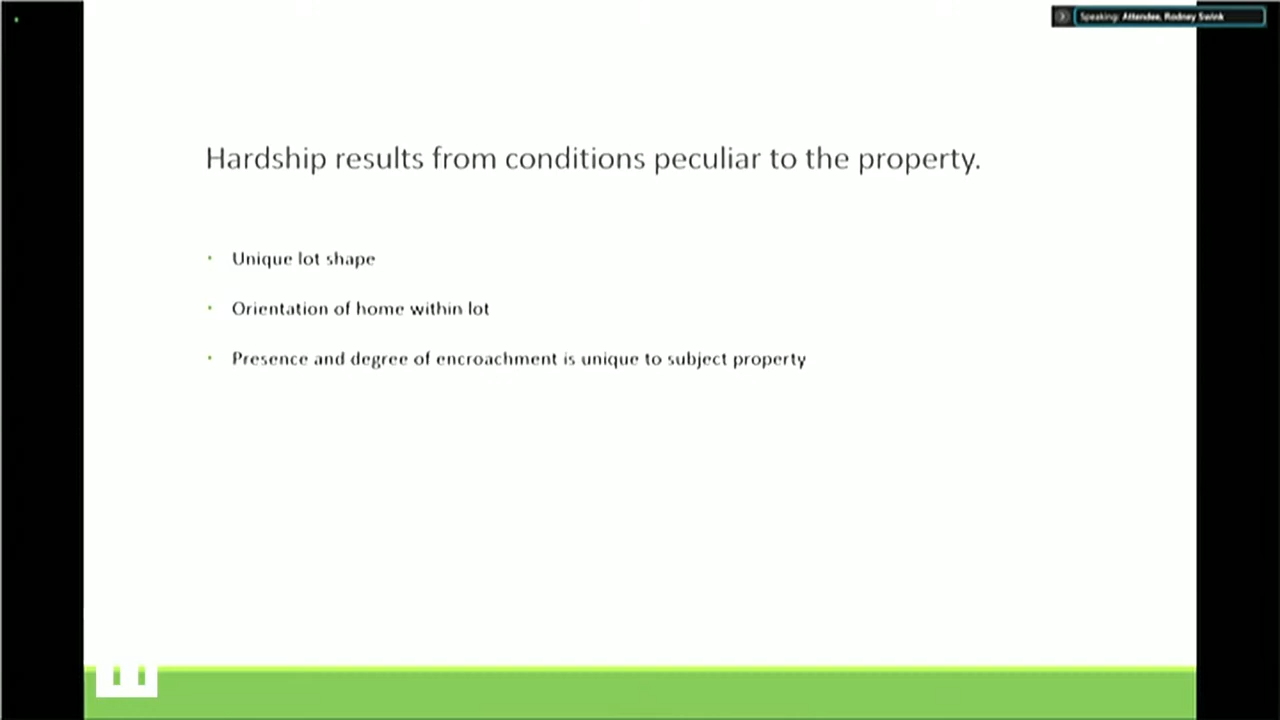 Speaking: Attendee, Rodney Swink
Hardship results from conditions peculiar to the property.
• Unique lot shape
• Orientation of home within lot
• Presence and degree of encroachment is unique to subject property